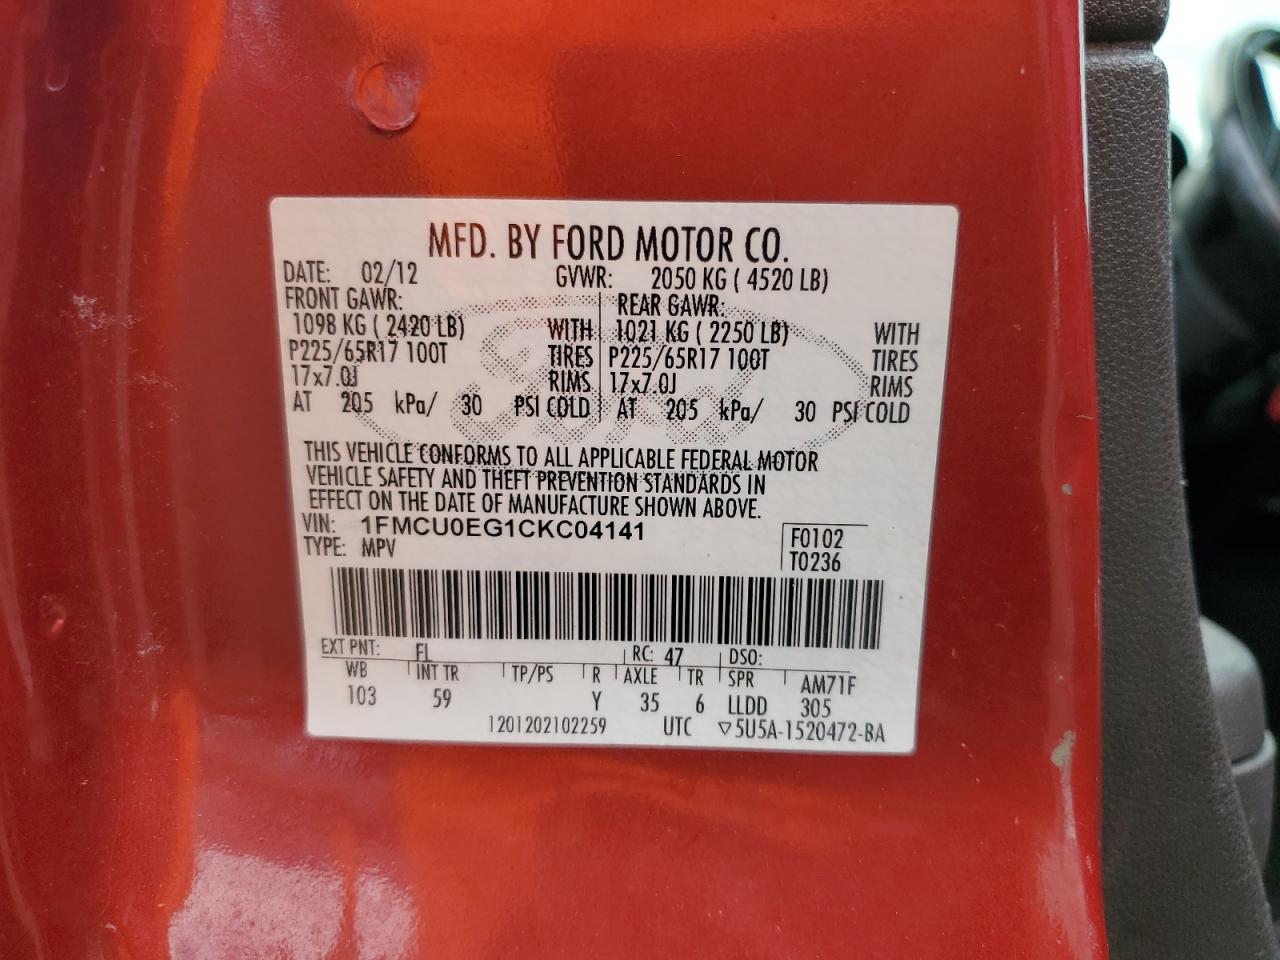 MFD. BY FORD MOTOR CO.
DATE: 02/12 GVWR: 2050 KG ( 4520 LB)
FRONT GAWR: REAR GAWR:
1098 KG ( 2420 LB) WITH 1021 KG ( 2250 LB) WITH
P225/65R17 100T TIRES P225/65R17 100T TIRES
17x7.0J RIMS 17x7.0J RIMS
AT 205 kPa/ 30 PSI COLD AT 205 kPa/ 30 PSI COLD
Ford
THIS VEHICLE CONFORMS TO ALL APPLICABLE FEDERAL MOTOR
VEHICLE SAFETY AND THEFT PREVENTION STANDARDS IN
EFFECT ON THE DATE OF MANUFACTURE SHOWN ABOVE.
VIN: 1FMCU0EG1CKC04141
TYPE: MPV
F0102
T0236
EXT PNT: FL RC: 47 DSO:
WB INT TR TP/PS R AXLE TR SPR AM71F
103 59 Y 35 6 LLDD 305
1201202102259 UTC ▽5U5A-1520472-BA